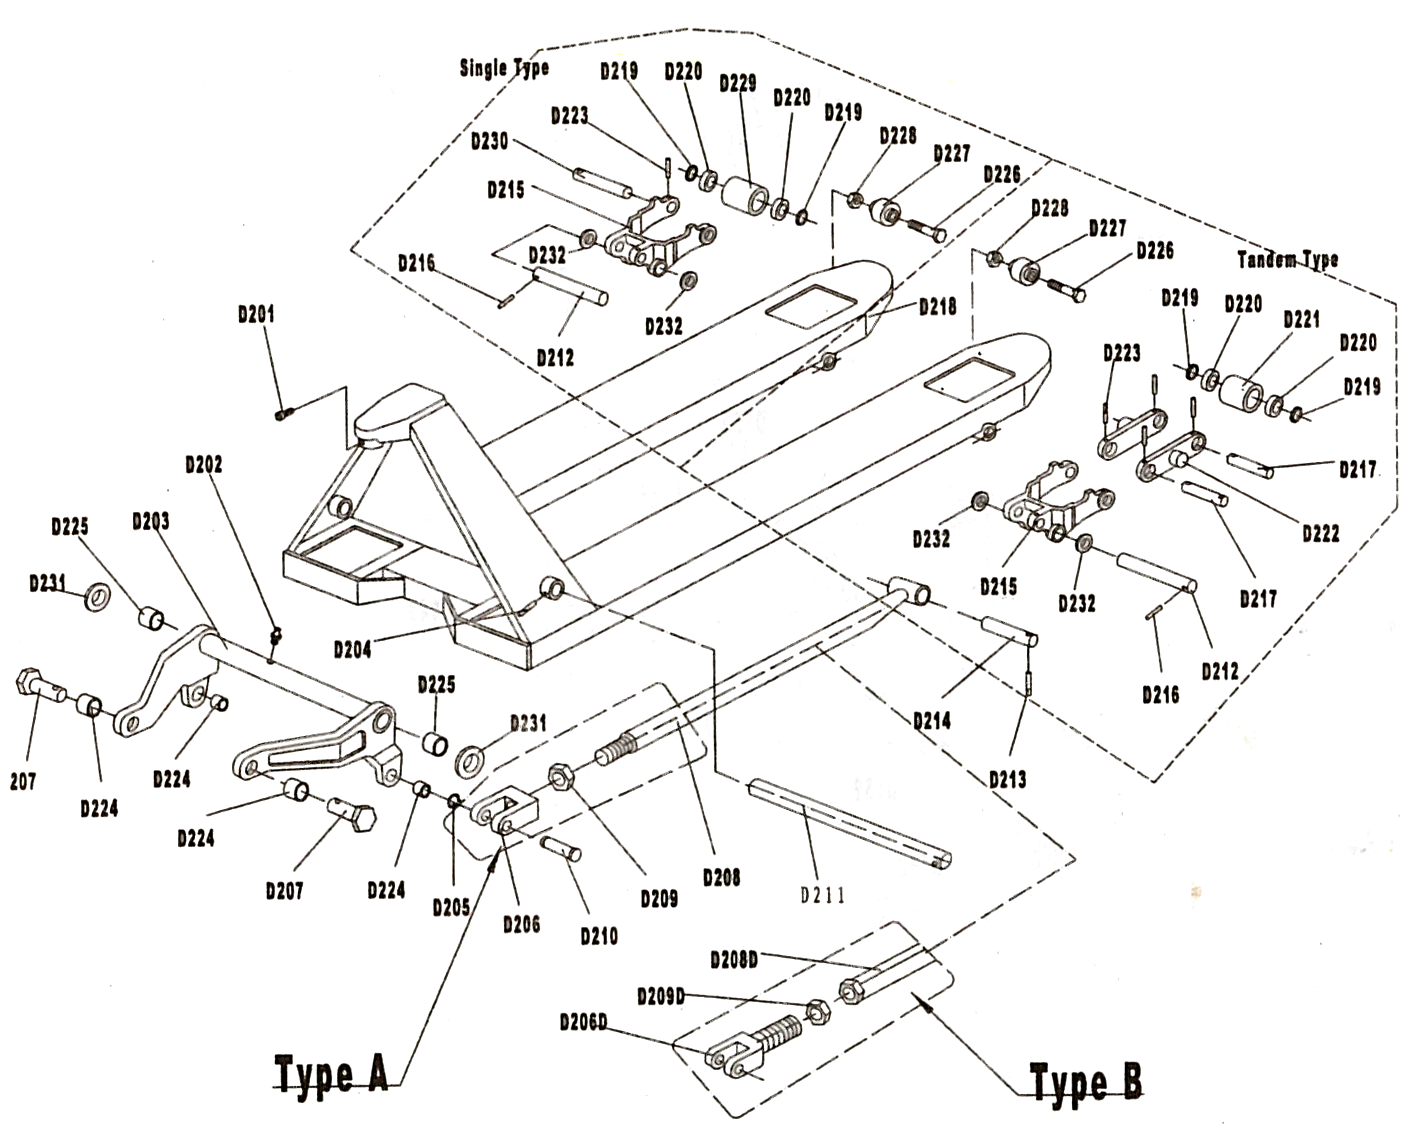 Single Type
D219
D220
D229
D220
D219
D223
D230
D215
D228
D227
D226
D232
D216
D232
D212
D218
D228
D227
D226
Tandem Type
D219
D220
D221
D220
D219
D223
D217
D222
D217
D232
D215
D232
D216
D212
D201
D202
D203
D225
D231
D204
207
D224
D224
D225
D231
D224
D207
D224
D205
D206
D210
D209
D208
D211
D214
D213
D208D
D209D
D206D
Type A
Type B